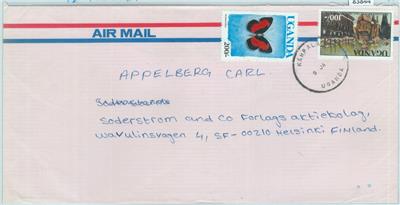 83844
AIR MAIL
UGANDA
200/-
100/-
UGANDA
KAMPALA
UGANDA
APPELBERG CARL.
Soderstrom and Co Forlags aktiebolag,
Wavulinsvagen 4, SF-00210 Helsinki Finland.